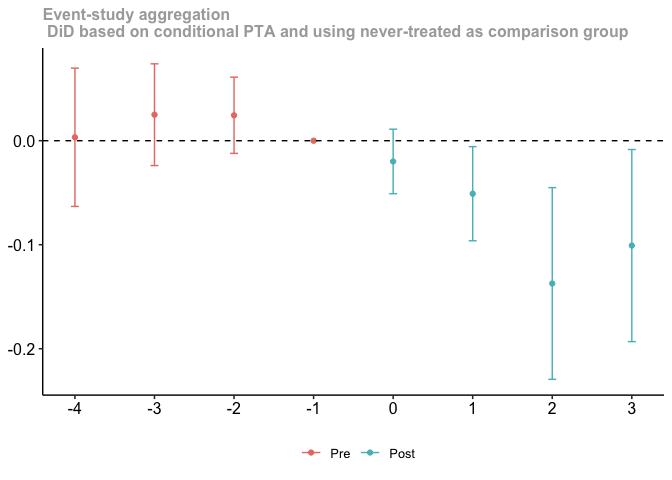 Event-study aggregation
DiD based on conditional PTA and using never-treated as comparison group
0.0
-0.1
-0.2
-4 -3 -2 -1 0 1 2 3
Pre Post